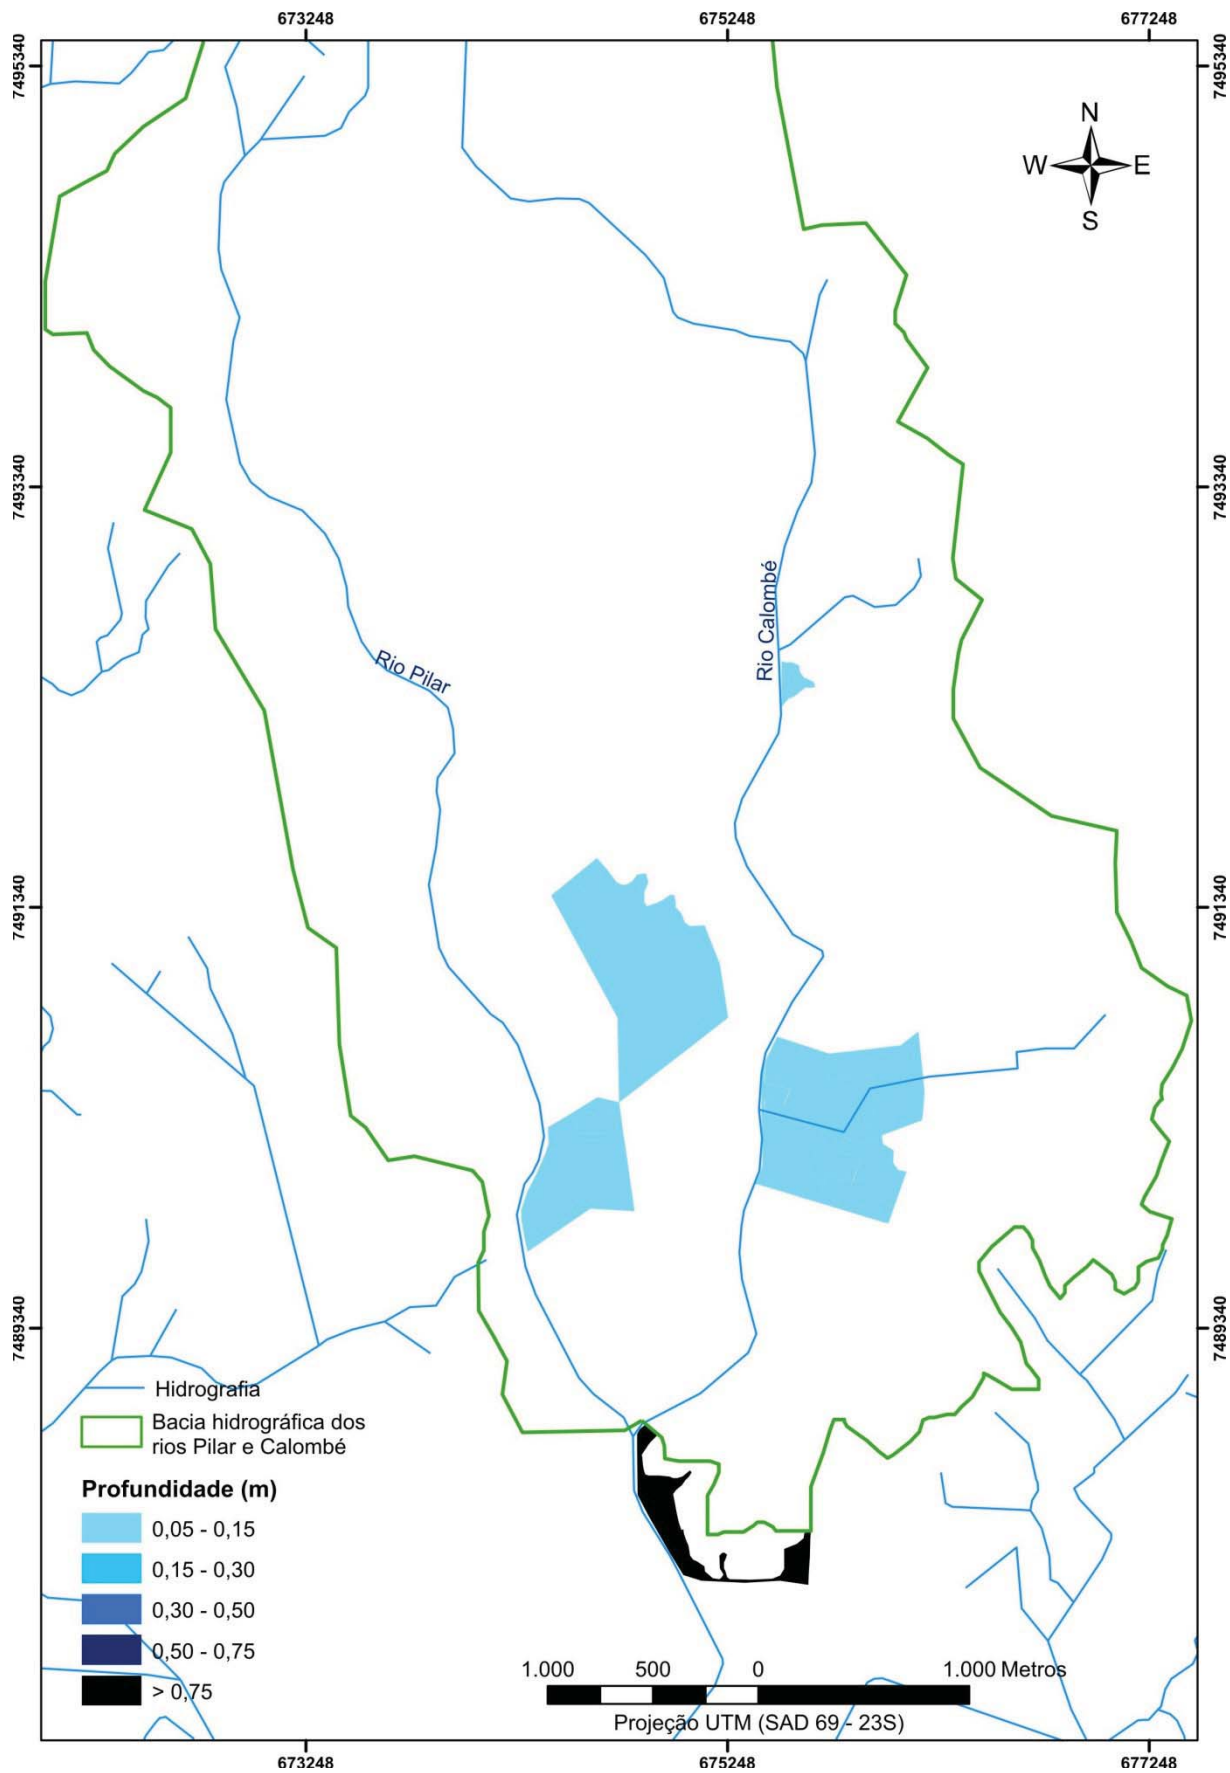 673248
675248
677248
7495340
7495340
N
W
E
S
7493340
7493340
Rio Calombé
Rio Pilar
7491340
7491340
7489340
7489340
Hidrografia
Bacia hidrográfica dos
rios Pilar e Calombé
Profundidade (m)
0,05 - 0,15
0,15 - 0,30
0,30 - 0,50
0,50 - 0,75
> 0,75
1.000
500
0
1.000 Metros
Projeção UTM (SAD 69 - 23S)
673248
675248
677248